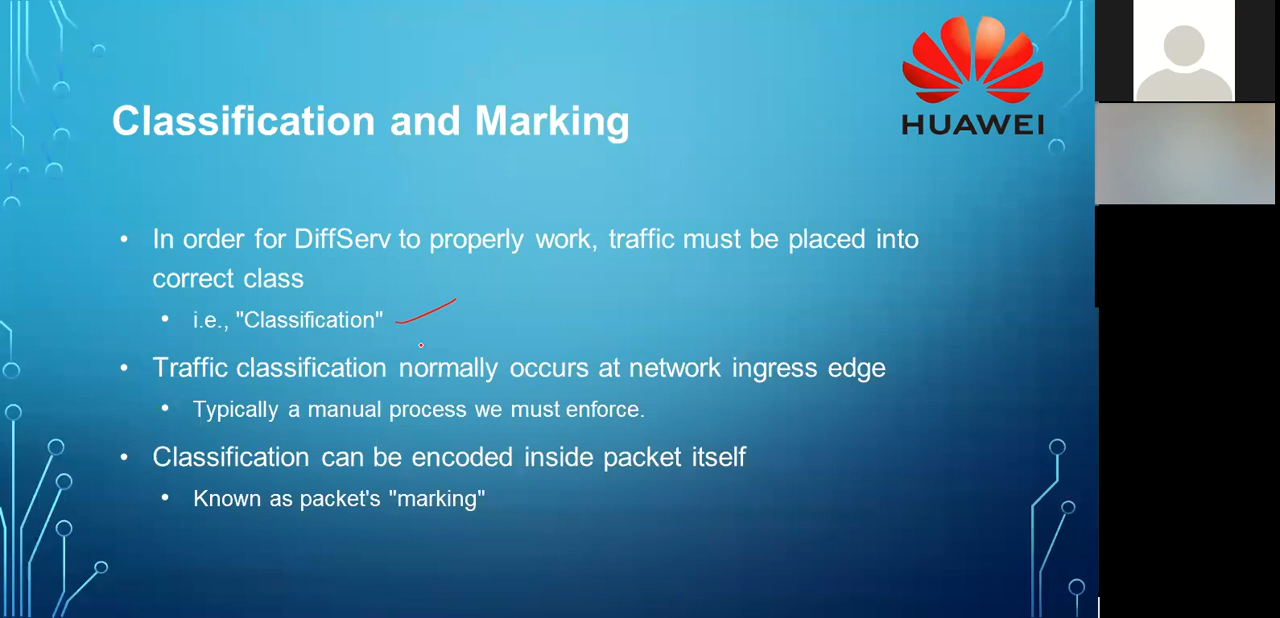 HUAWEI
Classification and Marking
• In order for DiffServ to properly work, traffic must be placed into
correct class
• i.e., "Classification"
• Traffic classification normally occurs at network ingress edge
• Typically a manual process we must enforce.
• Classification can be encoded inside packet itself
• Known as packet's "marking"